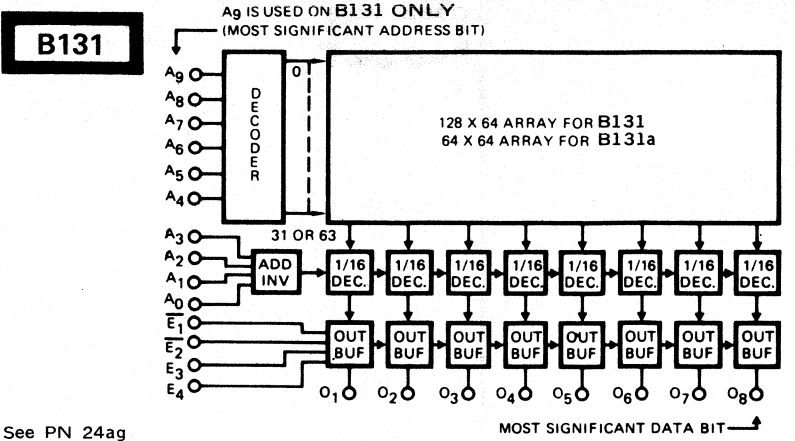 B131
A9 IS USED ON B131 ONLY
(MOST SIGNIFICANT ADDRESS BIT)
A9
A8
A7
A6
A5
A4
DECODER
0
31 OR 63
128 X 64 ARRAY FOR B131
64 X 64 ARRAY FOR B131a
A3
A2
A1
A0
ADD
INV
1/16 1/16 1/16 1/16 1/16 1/16 1/16 1/16
DEC. DEC. DEC. DEC. DEC. DEC. DEC. DEC.
E̅1
E̅2
E3
E4
OUT OUT OUT OUT OUT OUT OUT OUT
BUF BUF BUF BUF BUF BUF BUF BUF
O1 O2 O3 O4 O5 O6 O7 O8
MOST SIGNIFICANT DATA BIT
See PN 24ag